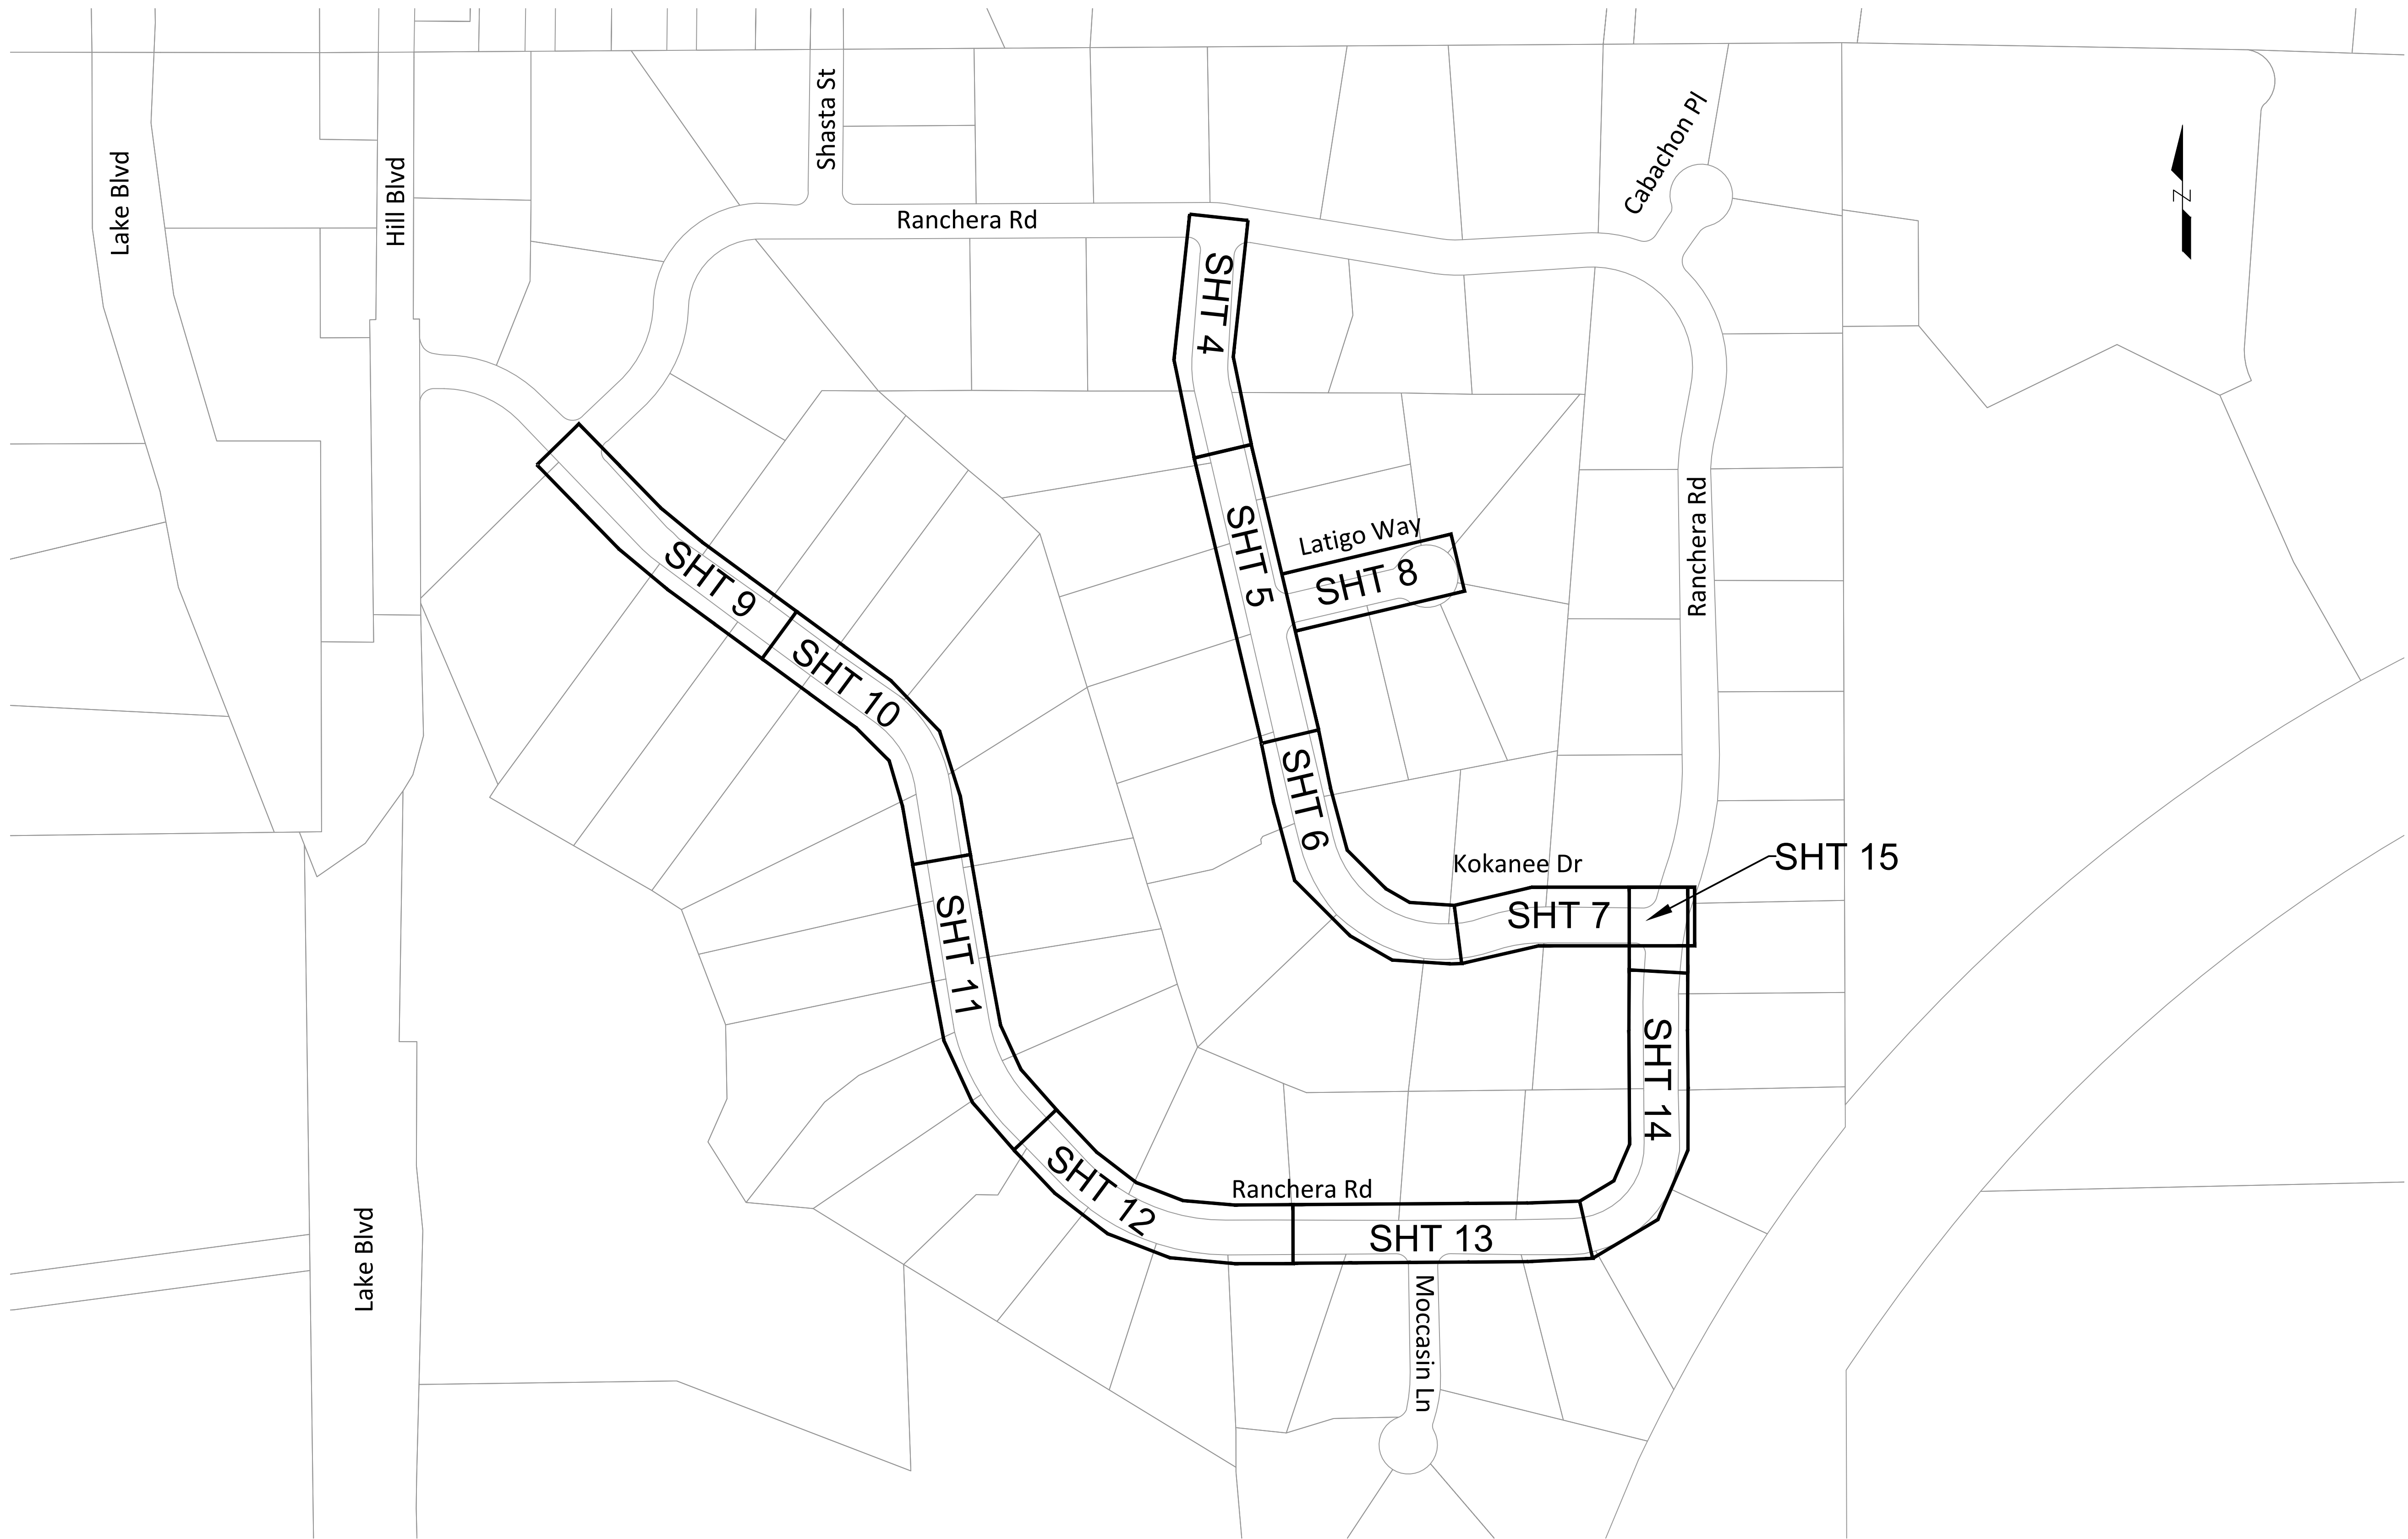 Shasta St
Cabachon Pl
Lake Blvd
Hill Blvd
Ranchera Rd
N
SHT 4
Latigo Way
SHT 5
SHT 8
Ranchera Rd
SHT 9
SHT 10
SHT 6
Kokanee Dr
SHT 15
SHT 7
SHT 11
SHT 14
SHT 12
Ranchera Rd
SHT 13
Lake Blvd
Moccasin Ln